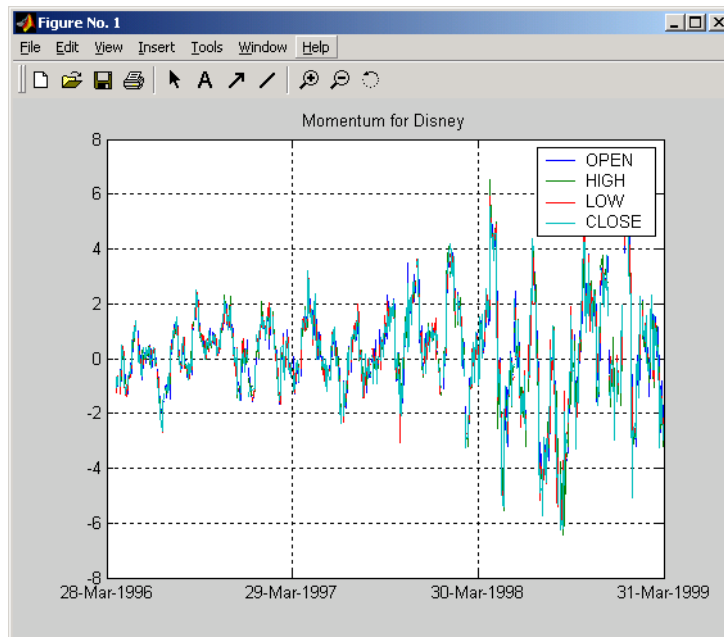 Figure No. 1
File Edit View Insert Tools Window Help
A
Momentum for Disney
8
6
4
2
0
-2
-4
-6
-8
OPEN
HIGH
LOW
CLOSE
28-Mar-1996 29-Mar-1997 30-Mar-1998 31-Mar-1999